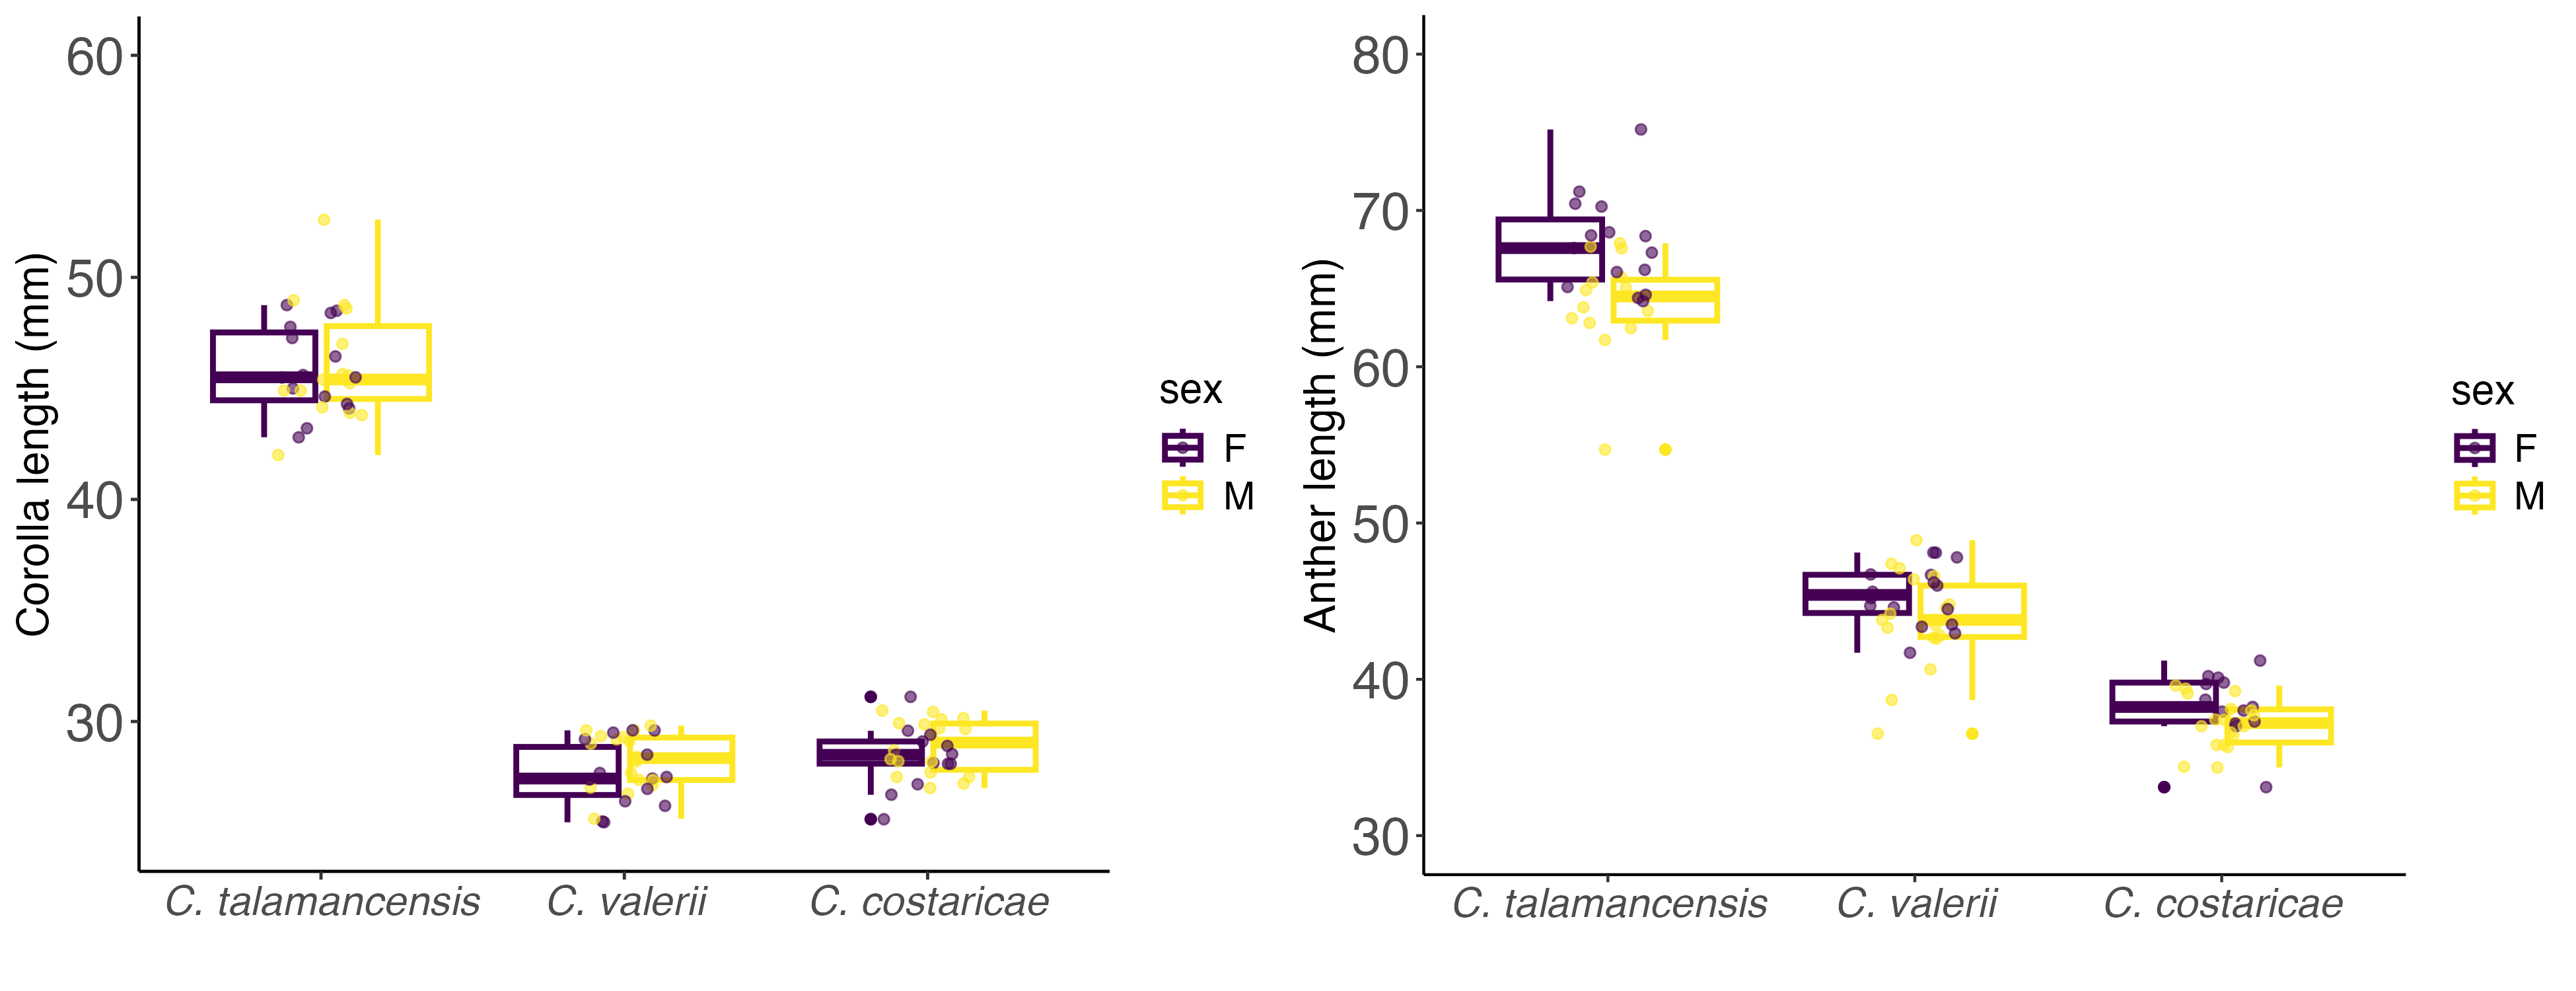 Corolla length (mm)
60
50
40
30
C. talamancensis
C. valerii
C. costaricae
sex
F
M
Anther length (mm)
80
70
60
50
40
30
C. talamancensis
C. valerii
C. costaricae
sex
F
M